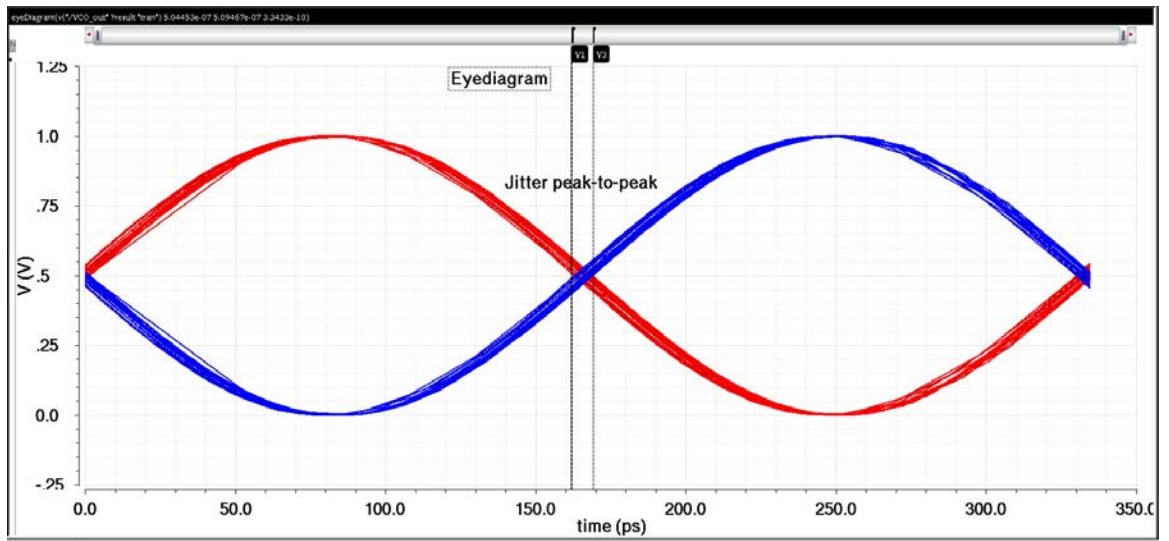 eyeDiagram(v("/VCO_out" ?result "tran") 5.04453e-07 5.09467e-07 3.3433e-10)
V1 V2
1.25
Eyediagram
1.0
Jitter peak-to-peak
.75
V (V)
.5
.25
0.0
-.25
0.0 50.0 100.0 150.0 200.0 250.0 300.0 350.0
time (ps)